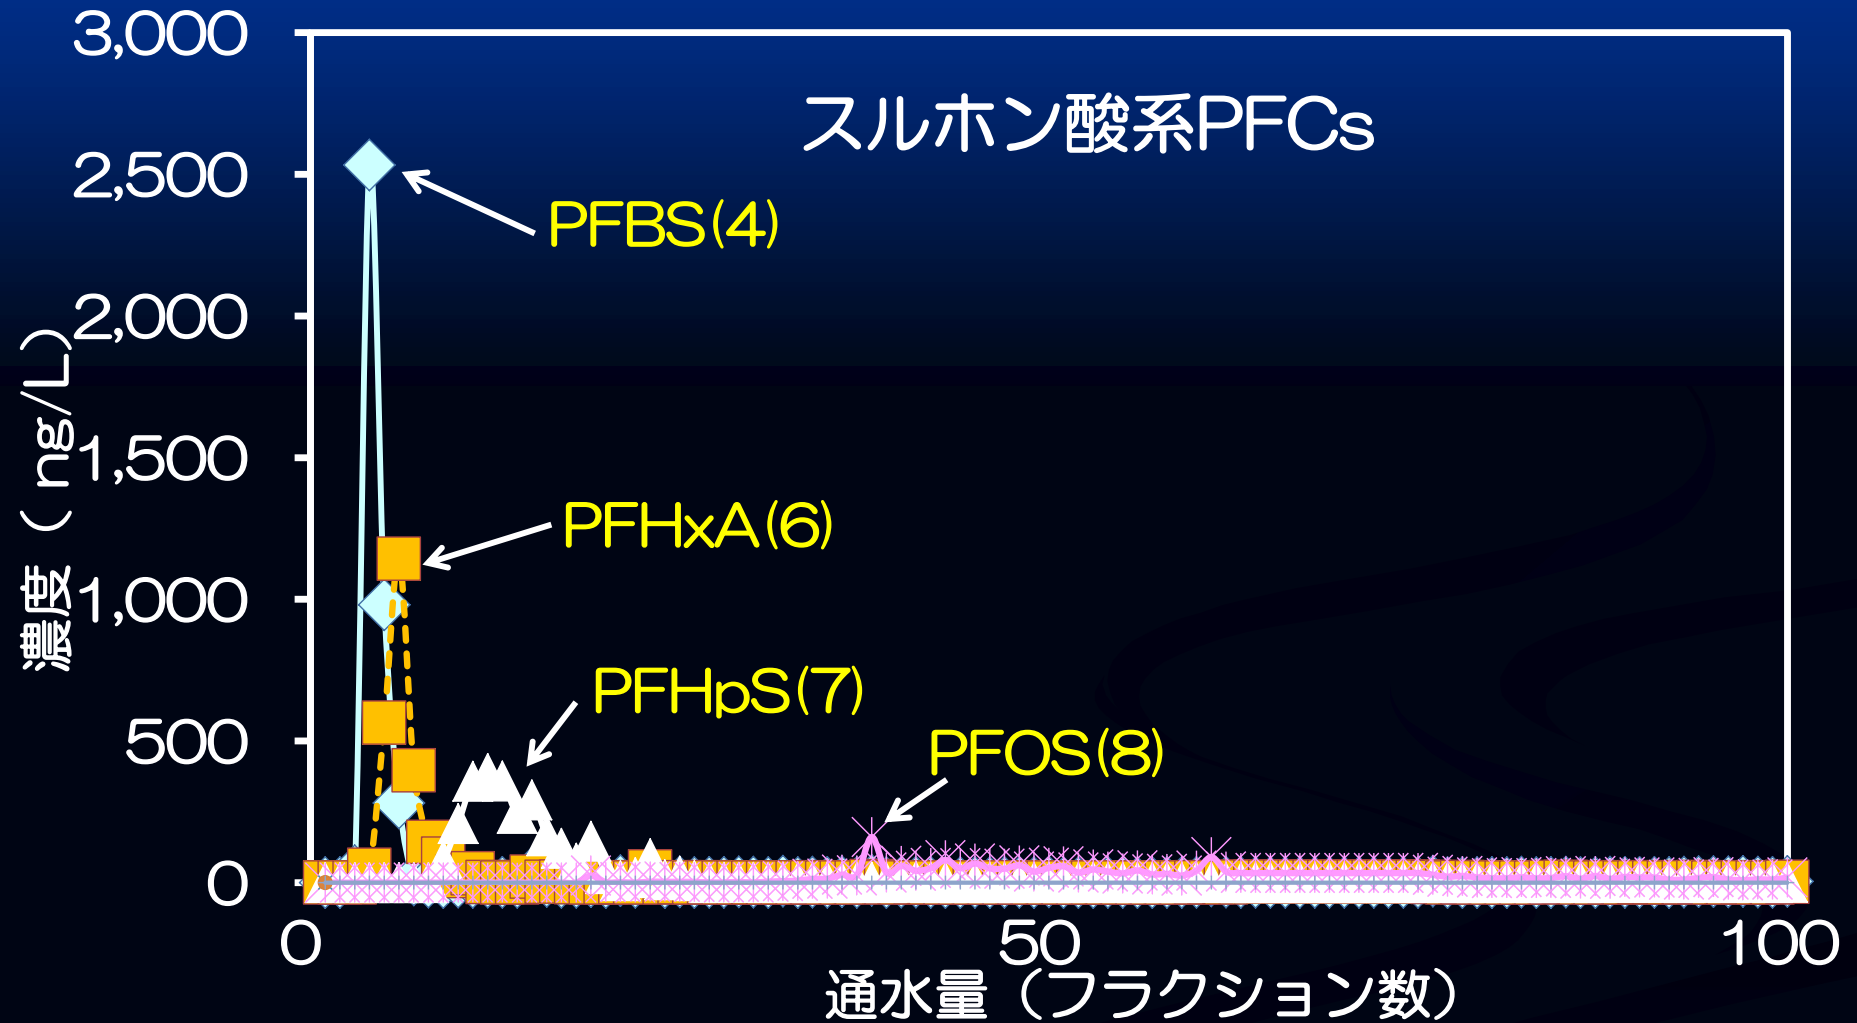 3,000
2,500
2,000
1,500
1,000
500
0
濃度（ng/L）
スルホン酸系PFCs
PFBS(4)
PFHxA(6)
PFHpS(7)
PFOS(8)
0
50
100
通水量（フラクション数）